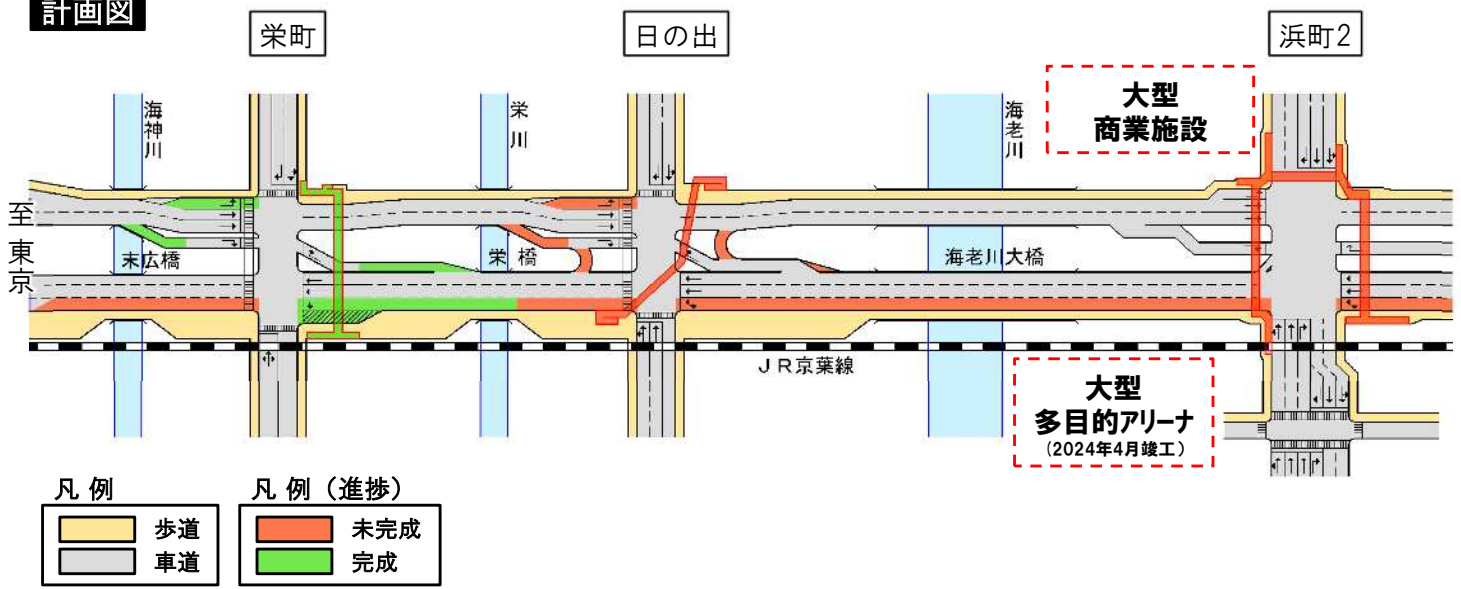 計画図
栄町
日の出
浜町2
大型
商業施設
海神川
栄川
海老川
至東京
末広橋
栄橋
海老川大橋
JR京葉線
大型
多目的アリーナ
(2024年4月竣工)
凡 例
歩道
車道
凡 例(進捗)
未完成
完成